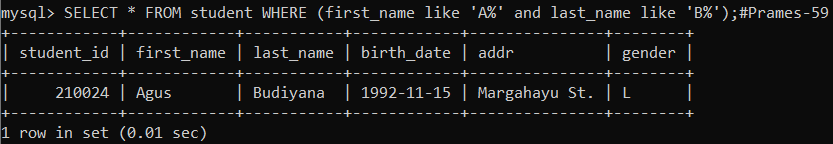 mysql> SELECT * FROM student WHERE (first_name like 'A%' and last_name like 'B%');#Prames-59
+------------+------------+-----------+------------+---------------+--------+
| student_id | first_name | last_name | birth_date | addr          | gender |
+------------+------------+-----------+------------+---------------+--------+
|     210024 | Agus       | Budiyana  | 1992-11-15 | Margahayu St. | L      |
+------------+------------+-----------+------------+---------------+--------+
1 row in set (0.01 sec)